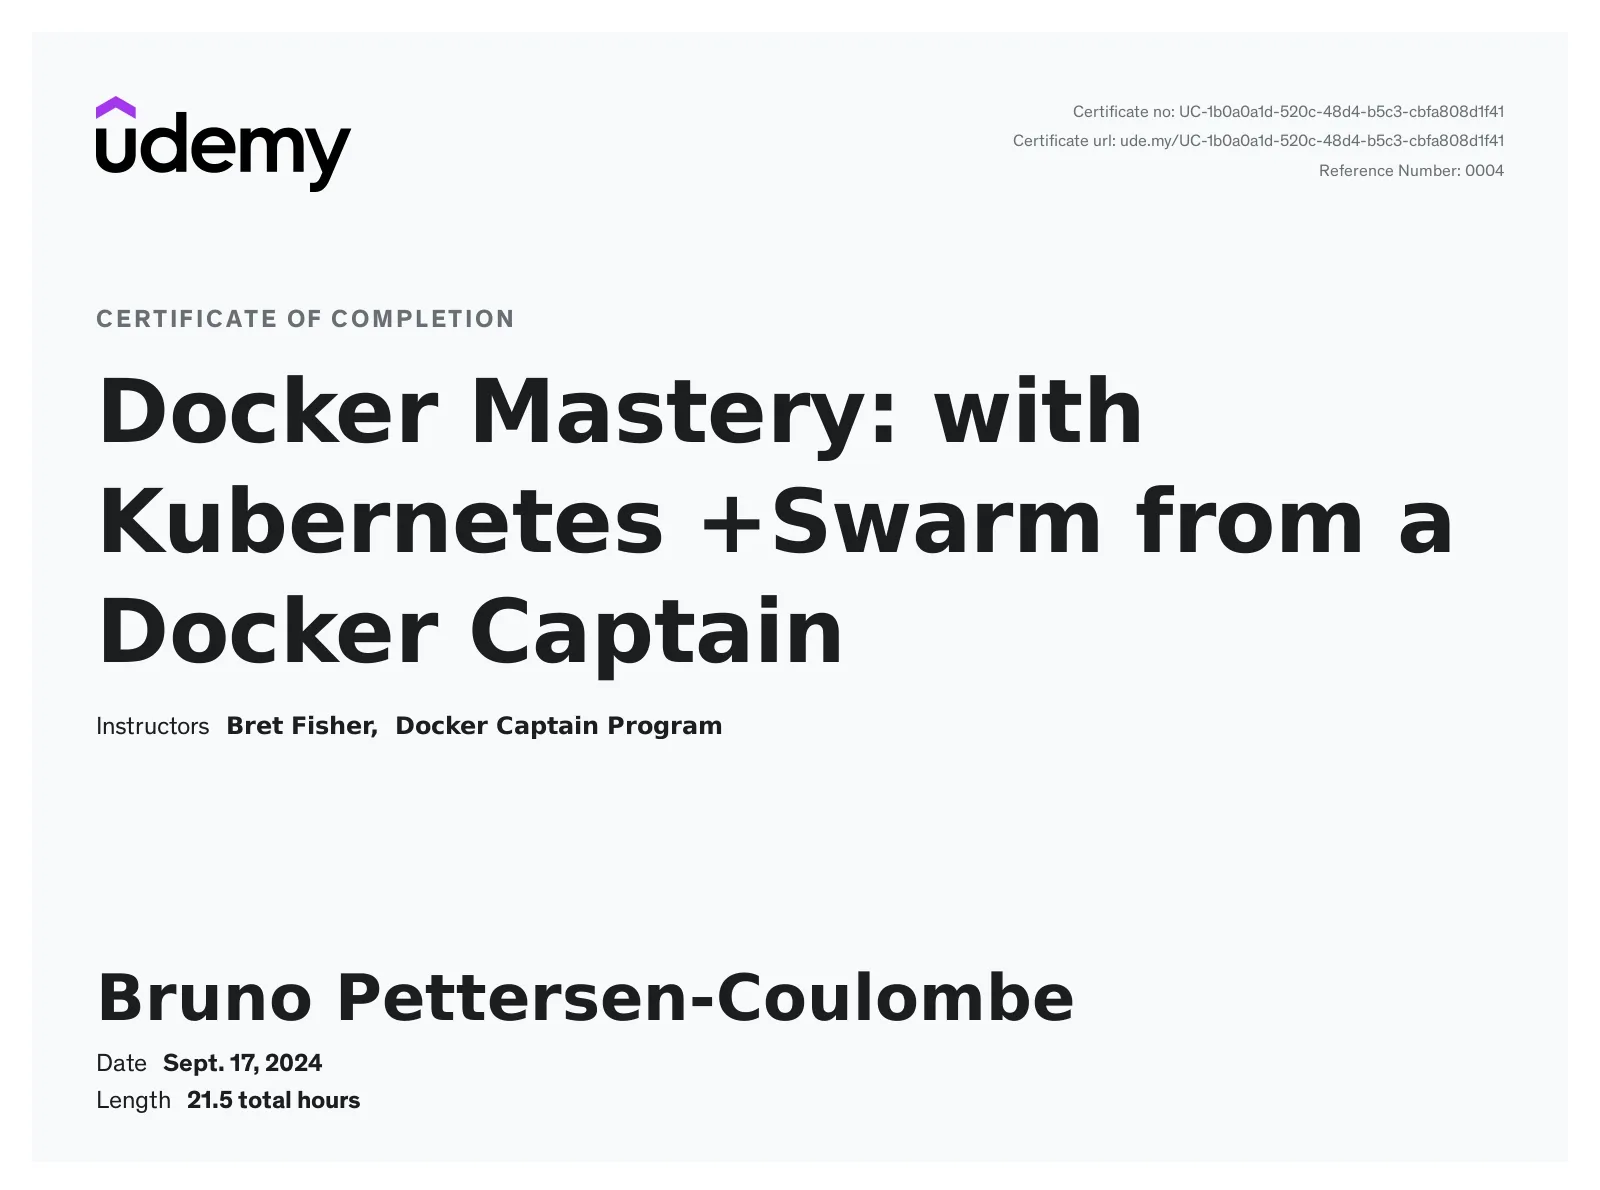 udemy
Certificate no: UC-1b0a0a1d-520c-48d4-b5c3-cbfa808d1f41
Certificate url: ude.my/UC-1b0a0a1d-520c-48d4-b5c3-cbfa808d1f41
Reference Number: 0004
CERTIFICATE OF COMPLETION
Docker Mastery: with
Kubernetes +Swarm from a
Docker Captain
Instructors Bret Fisher, Docker Captain Program
Bruno Pettersen-Coulombe
Date Sept. 17, 2024
Length 21.5 total hours